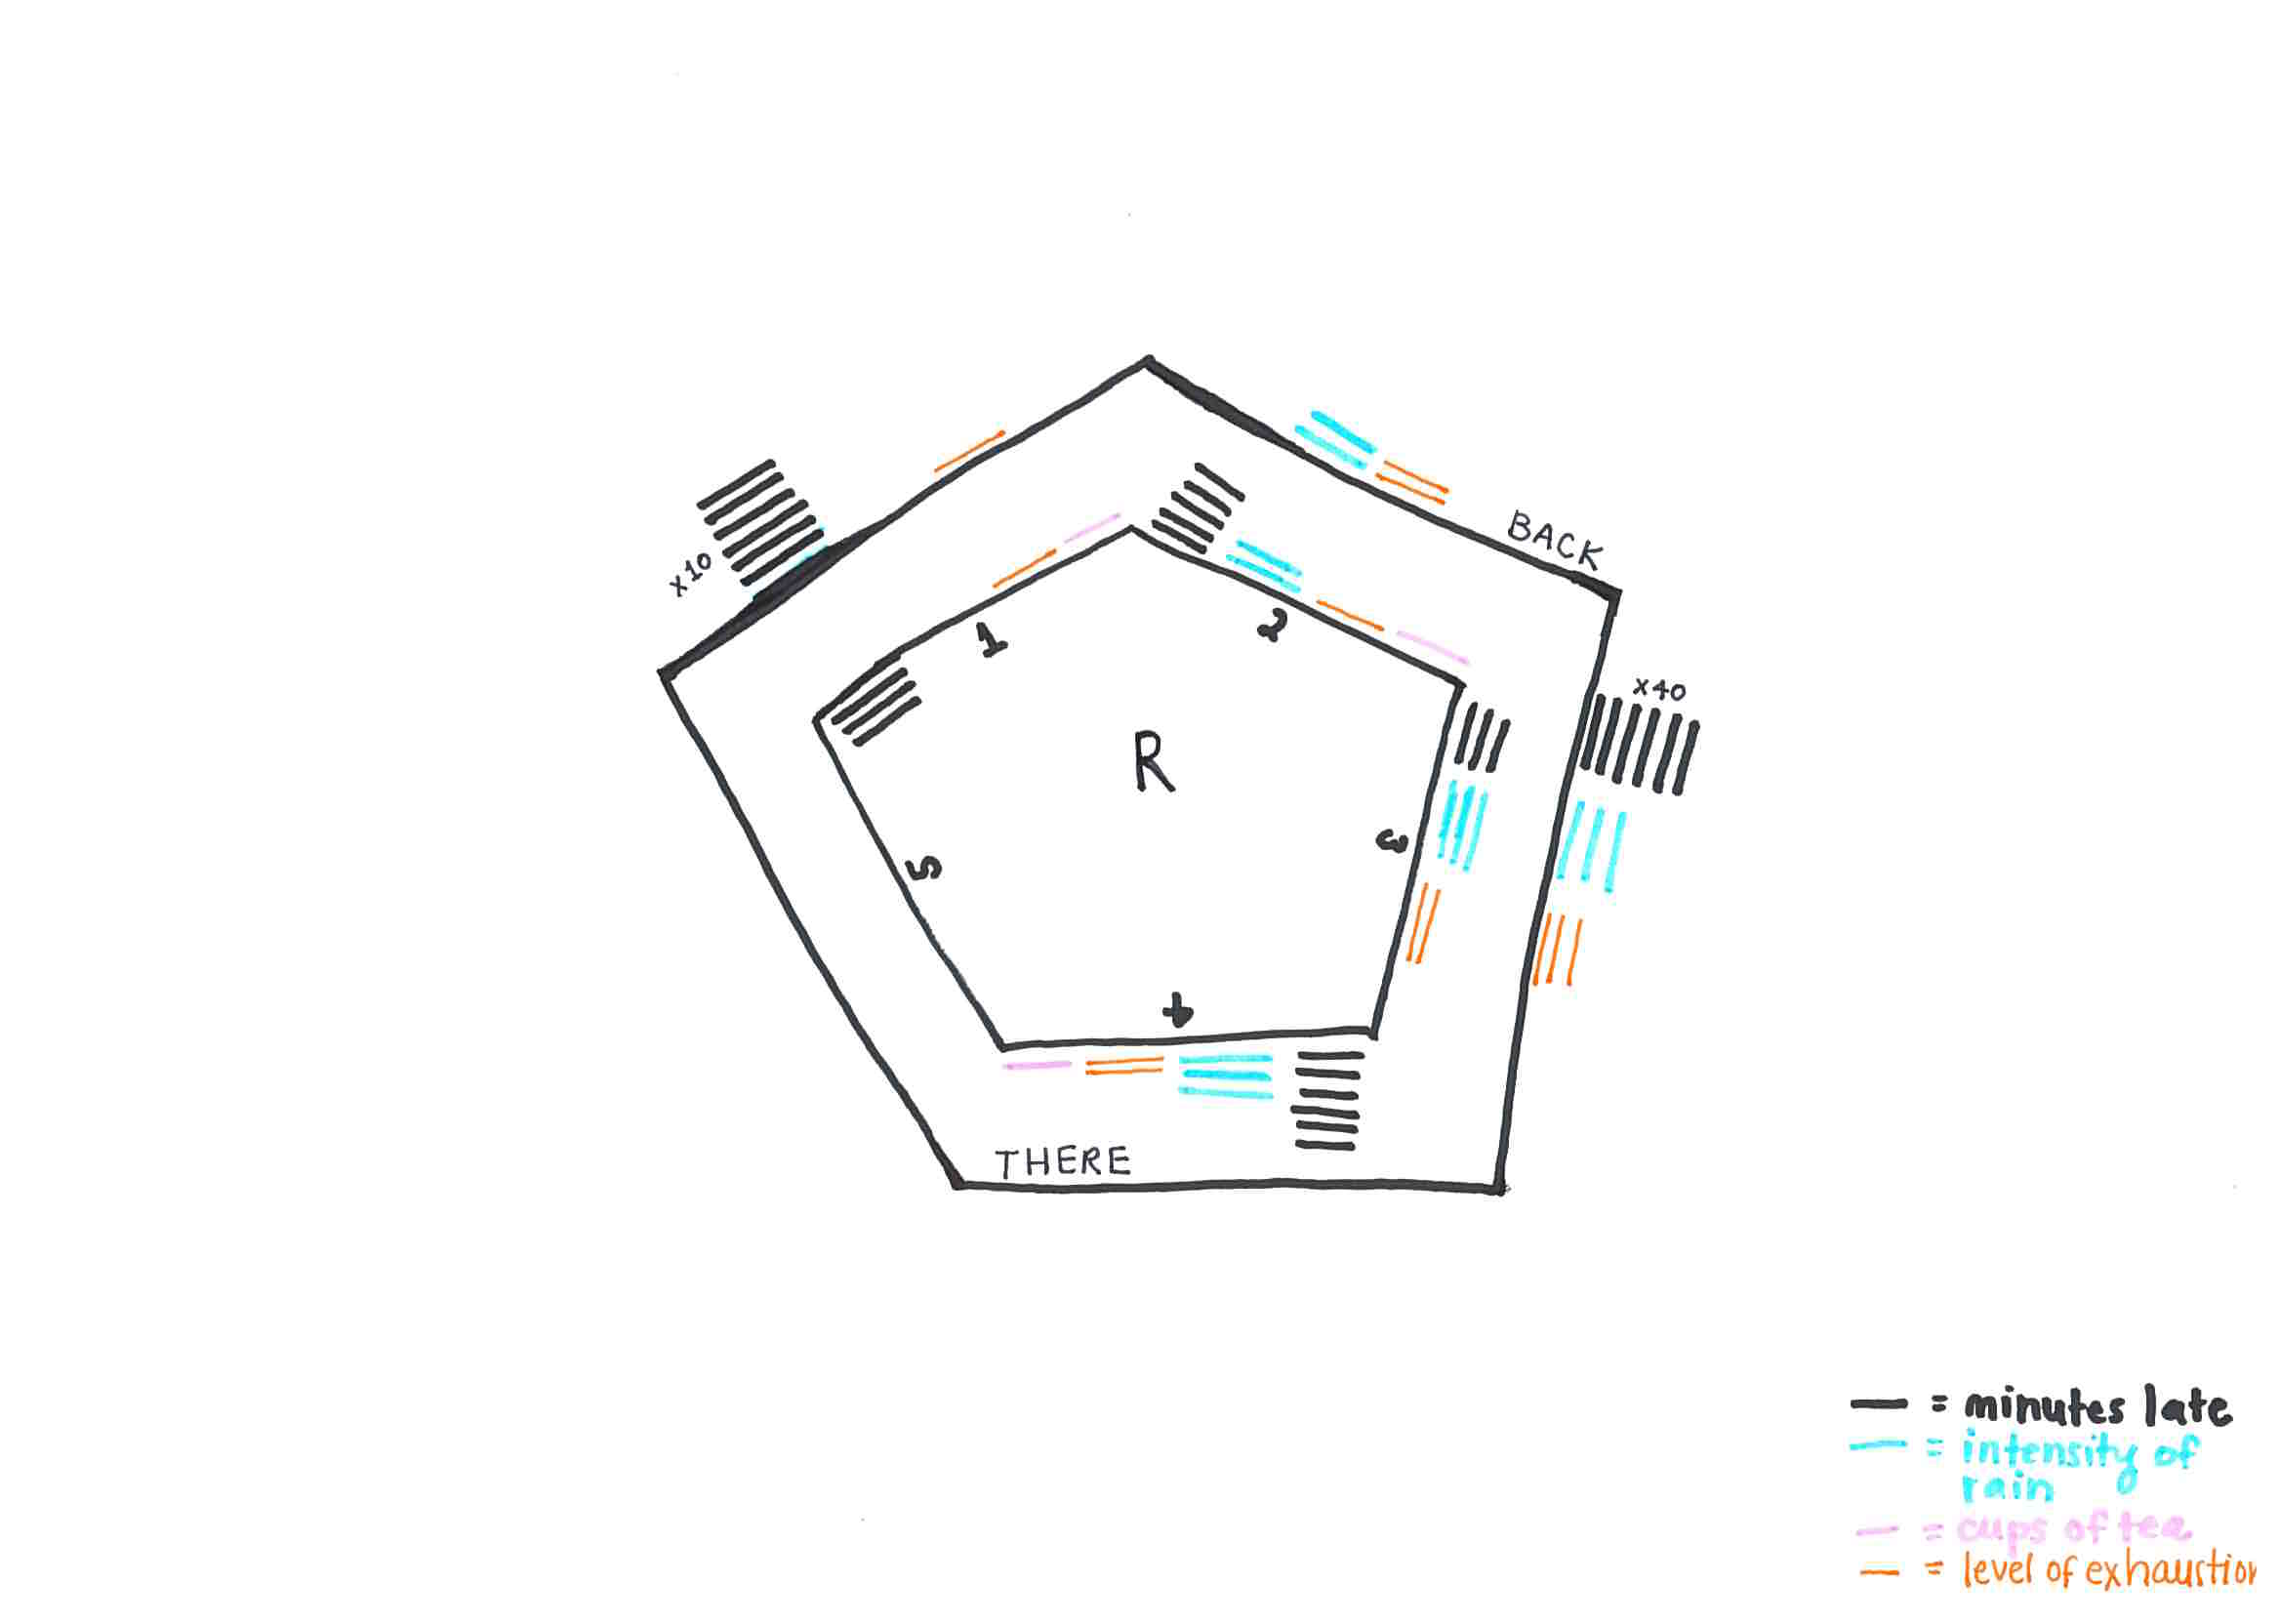 BACK
x10
x40
1
2
R
3
5
4
THERE
= minutes late
= intensity of
rain
= cups of tea
= level of exhaustion